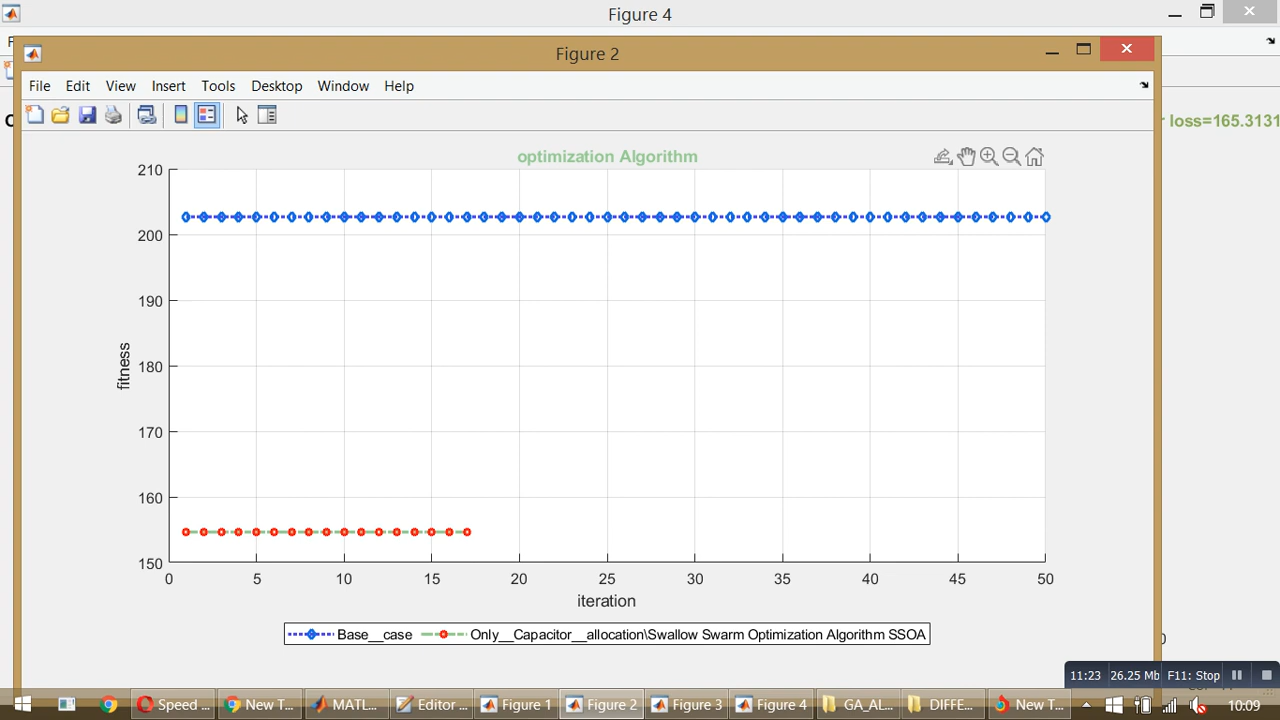 Figure 4
Figure 2
File Edit View Insert Tools Desktop Window Help
r loss=165.3131
optimization Algorithm
210
200
190
180
170
160
150
fitness
0 5 10 15 20 25 30 35 40 45 50
iteration
Base__case Only__Capacitor__allocation\Swallow Swarm Optimization Algorithm SSOA
11:23 26.25 Mb F11: Stop
Speed ... New T... MATL... Editor ... Figure 1 Figure 2 Figure 3 Figure 4 GA_AL... DIFFE... New T... 10:09